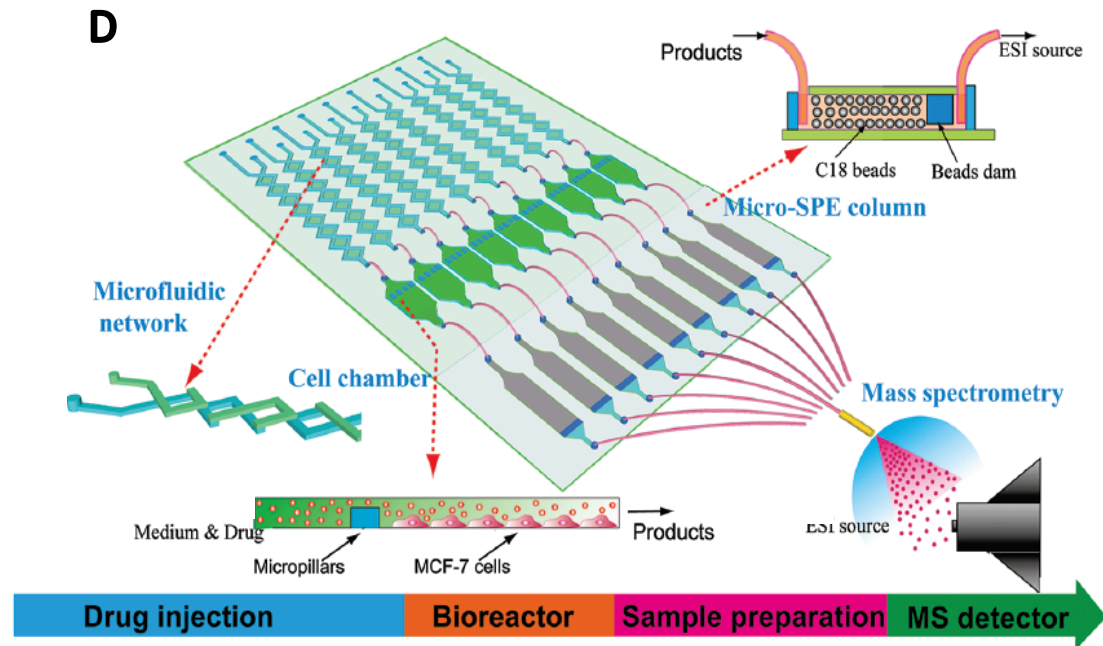 D
Products
ESI source
C18 beads
Beads dam
Micro-SPE column
Microfluidic
network
Cell chamber
Mass spectrometry
ESI source
Medium & Drug
Products
Micropillars
MCF-7 cells
Drug injection
Bioreactor
Sample preparation
MS detector